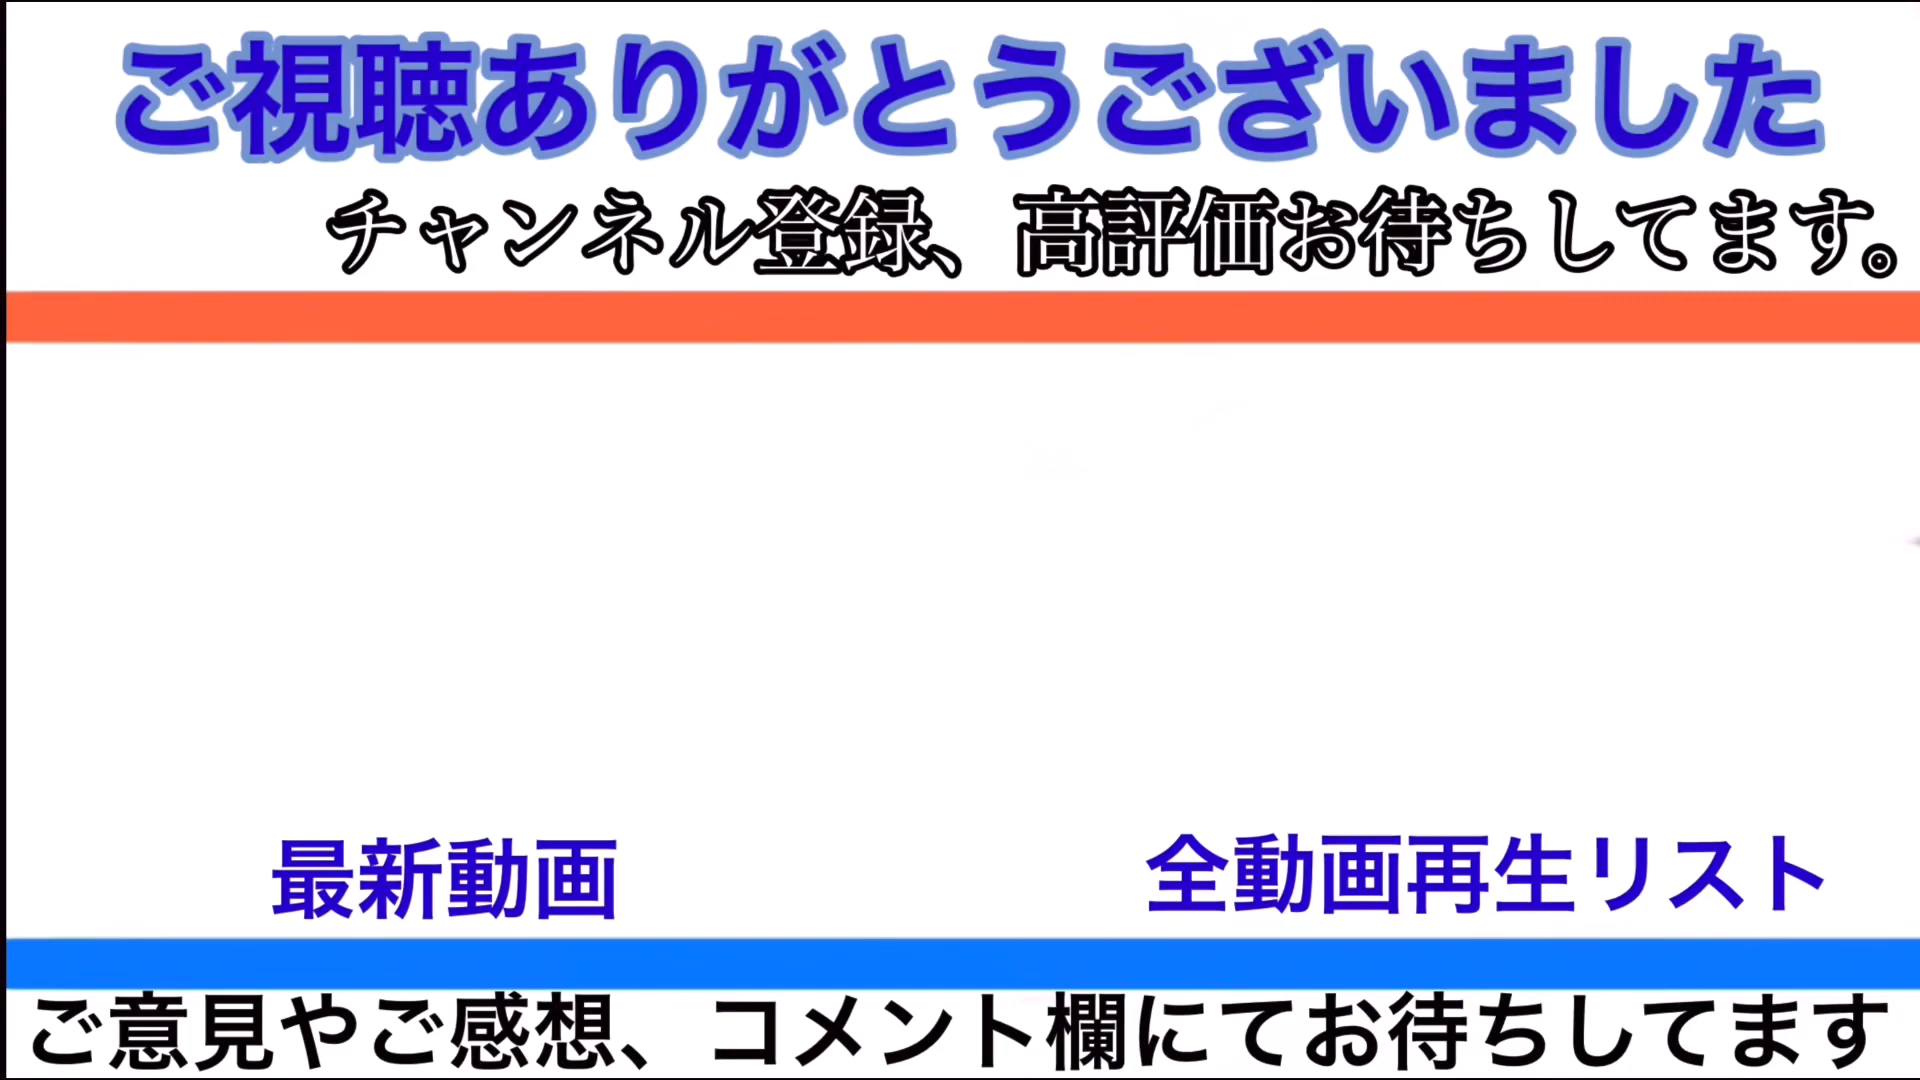 ご視聴ありがとうございました
チャンネル登録、高評価お待ちしてます。
最新動画
全動画再生リスト
ご意見やご感想、コメント欄にてお待ちしてます